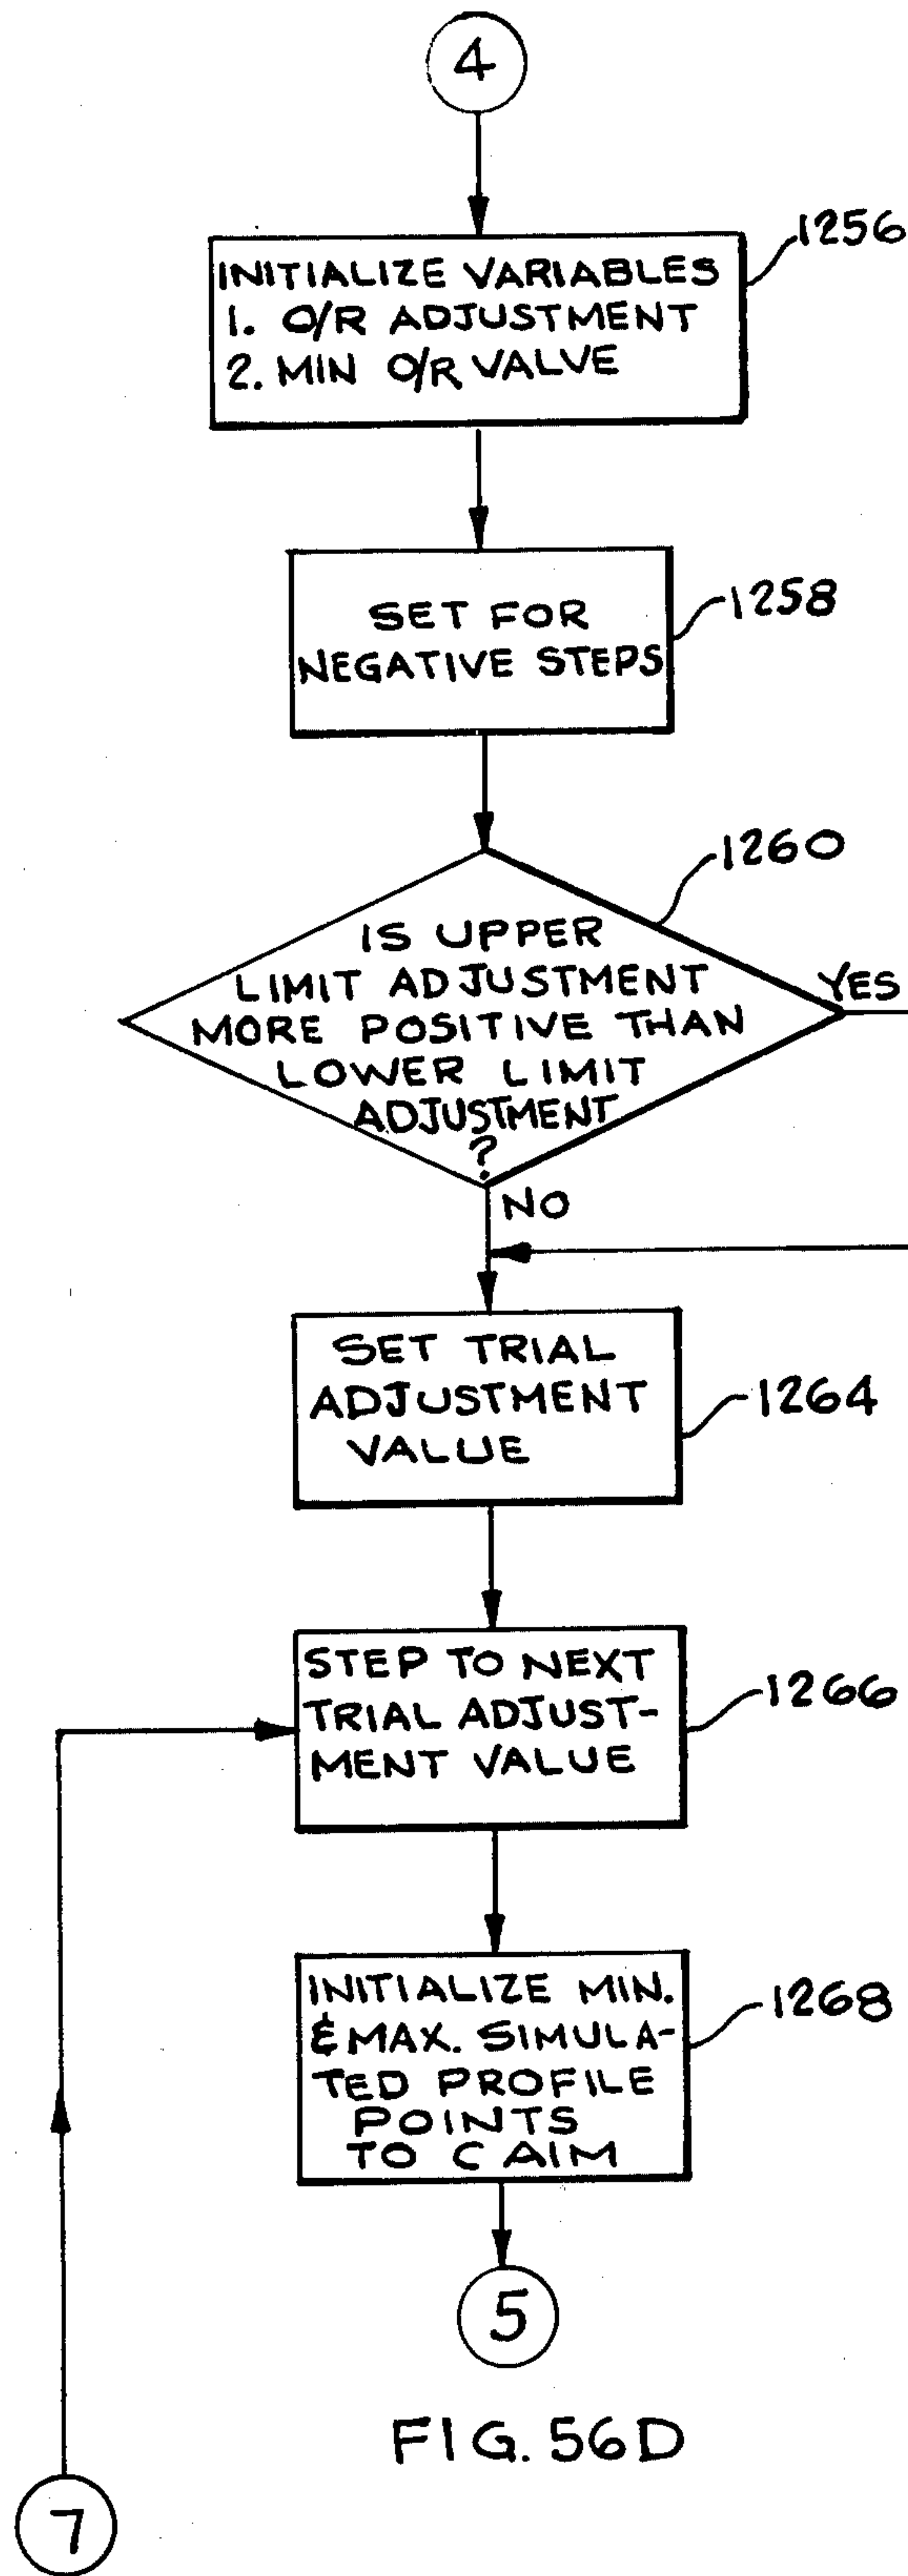 4
1256
INITIALIZE VARIABLES
1. O/R ADJUSTMENT
2. MIN O/R VALUE
1258
SET FOR
NEGATIVE STEPS
1260
IS UPPER
LIMIT ADJUSTMENT
MORE POSITIVE THAN
LOWER LIMIT
ADJUSTMENT
?
YES
NO
SET TRIAL
ADJUSTMENT
VALUE
1264
STEP TO NEXT
TRIAL ADJUST-
MENT VALUE
1266
INITIALIZE MIN.
& MAX. SIMULA-
TED PROFILE
POINTS
TO C AIM
1268
5
FIG. 56D
7